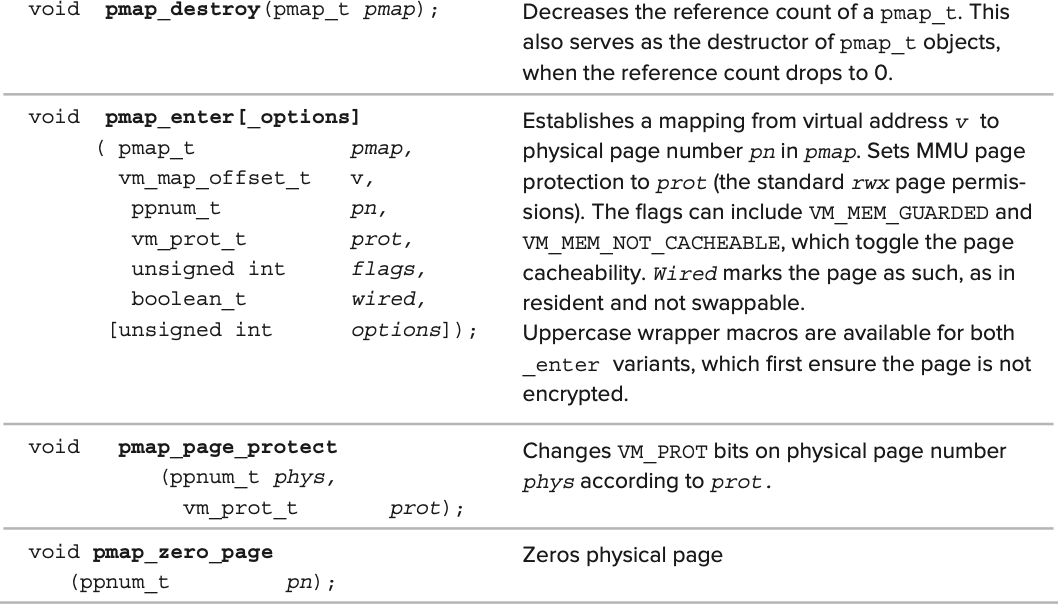 void pmap_destroy(pmap_t pmap);
Decreases the reference count of a pmap_t. This
also serves as the destructor of pmap_t objects,
when the reference count drops to 0.
void pmap_enter[_options]
( pmap_t pmap,
vm_map_offset_t v,
ppnum_t pn,
vm_prot_t prot,
unsigned int flags,
boolean_t wired,
[unsigned int options]);
Establishes a mapping from virtual address v to
physical page number pn in pmap. Sets MMU page
protection to prot (the standard rwx page permis-
sions). The flags can include VM_MEM_GUARDED and
VM_MEM_NOT_CACHEABLE, which toggle the page
cacheability. Wired marks the page as such, as in
resident and not swappable.
Uppercase wrapper macros are available for both
_enter variants, which first ensure the page is not
encrypted.
void pmap_page_protect
(ppnum_t phys,
vm_prot_t prot);
Changes VM_PROT bits on physical page number
phys according to prot.
void pmap_zero_page
(ppnum_t pn);
Zeros physical page